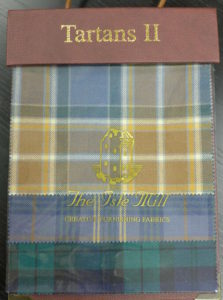 Tartans II
The Isle Mill
CREATIVE FURNISHING FABRICS